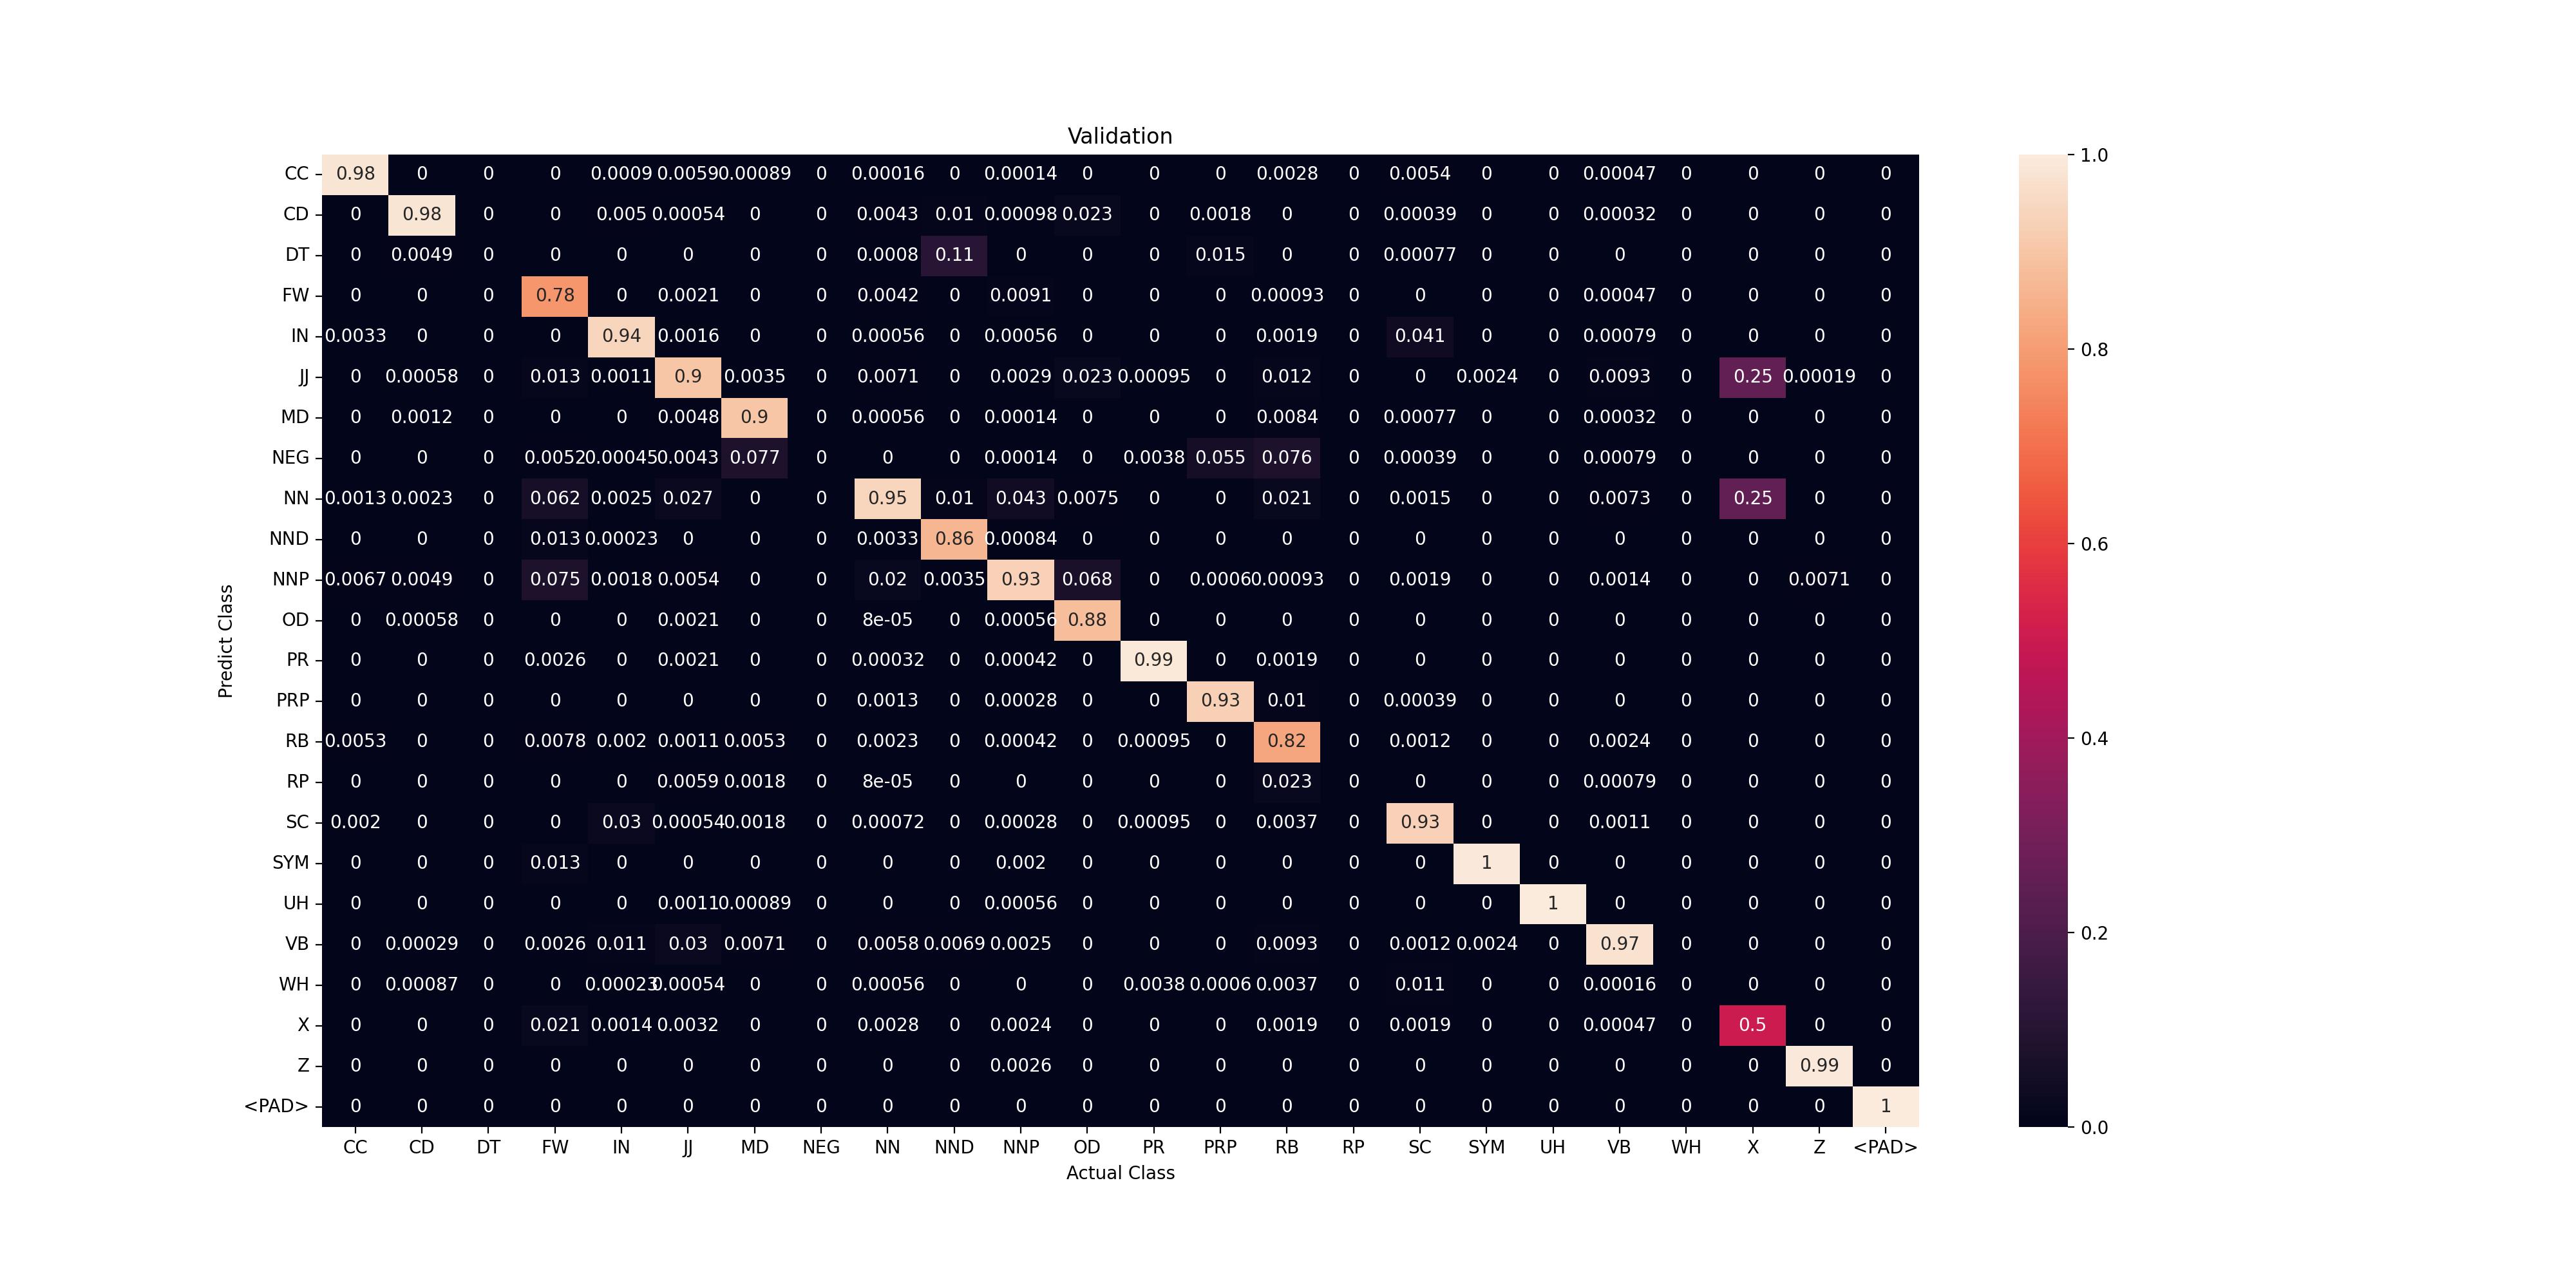 Validation
CC 0.98 0 0 0 0.0009 0.0059 0.00089 0 0.00016 0 0.00014 0 0 0 0.0028 0 0.0054 0 0 0.00047 0 0 0 0
CD 0 0.98 0 0 0.005 0.00054 0 0 0.0043 0.01 0.00098 0.023 0 0.0018 0 0 0.00039 0 0 0.00032 0 0 0 0
DT 0 0.0049 0 0 0 0 0 0 0.0008 0.11 0 0 0 0.015 0 0 0.00077 0 0 0 0 0 0 0
FW 0 0 0 0.78 0 0.0021 0 0 0.0042 0 0.0091 0 0 0 0.00093 0 0 0 0 0.00047 0 0 0 0
IN 0.0033 0 0 0 0.94 0.0016 0 0 0.00056 0 0.00056 0 0 0 0.0019 0 0.041 0 0 0.00079 0 0 0 0
JJ 0 0.00058 0 0.013 0.0011 0.9 0.0035 0 0.0071 0 0.0029 0.023 0.00095 0 0.012 0 0 0.0024 0 0.0093 0 0.25 0.00019 0
MD 0 0.0012 0 0 0 0.0048 0.9 0 0.00056 0 0.00014 0 0 0 0.0084 0 0.00077 0 0 0.00032 0 0 0 0
NEG 0 0 0 0.0052 0.00045 0.0043 0.077 0 0 0 0.00014 0 0.0038 0.055 0.076 0 0.00039 0 0 0.00079 0 0 0 0
NN 0.0013 0.0023 0 0.062 0.0025 0.027 0 0 0.95 0.01 0.043 0.0075 0 0 0.021 0 0.0015 0 0 0.0073 0 0.25 0 0
NND 0 0 0 0.013 0.00023 0 0 0 0.0033 0.86 0.00084 0 0 0 0 0 0 0 0 0 0 0 0 0
NNP 0.0067 0.0049 0 0.075 0.0018 0.0054 0 0 0.02 0.0035 0.93 0.068 0 0.0006 0.00093 0 0.0019 0 0 0.0014 0 0 0.0071 0
OD 0 0.00058 0 0 0 0.0021 0 0 8e-05 0 0.00056 0.88 0 0 0 0 0 0 0 0 0 0 0 0
PR 0 0 0 0.0026 0 0.0021 0 0 0.00032 0 0.00042 0 0.99 0 0.0019 0 0 0 0 0 0 0 0 0
PRP 0 0 0 0 0 0 0 0 0.0013 0 0.00028 0 0 0.93 0.01 0 0.00039 0 0 0 0 0 0 0
RB 0.0053 0 0 0.0078 0.002 0.0011 0.0053 0 0.0023 0 0.00042 0 0.00095 0 0.82 0 0.0012 0 0 0.0024 0 0 0 0
RP 0 0 0 0 0 0.0059 0.0018 0 8e-05 0 0 0 0 0 0.023 0 0 0 0 0.00079 0 0 0 0
SC 0.002 0 0 0 0.03 0.00054 0.0018 0 0.00072 0 0.00028 0 0.00095 0 0.0037 0 0.93 0 0 0.0011 0 0 0 0
SYM 0 0 0 0.013 0 0 0 0 0 0 0.002 0 0 0 0 0 0 1 0 0 0 0 0 0
UH 0 0 0 0 0 0.0011 0.00089 0 0 0 0.00056 0 0 0 0 0 0 0 1 0 0 0 0 0
VB 0 0.00029 0 0.0026 0.011 0.03 0.0071 0 0.0058 0.0069 0.0025 0 0 0 0.0093 0 0.0012 0.0024 0 0.97 0 0 0 0
WH 0 0.00087 0 0 0.00023 0.00054 0 0 0.00056 0 0 0 0.0038 0.0006 0.0037 0 0.011 0 0 0.00016 0 0 0 0
X 0 0 0 0.021 0.0014 0.0032 0 0 0.0028 0 0.0024 0 0 0 0.0019 0 0.0019 0 0 0.00047 0 0.5 0 0
Z 0 0 0 0 0 0 0 0 0 0 0.0026 0 0 0 0 0 0 0 0 0 0 0 0.99 0
<PAD> 0 0 0 0 0 0 0 0 0 0 0 0 0 0 0 0 0 0 0 0 0 0 0 1
CC CD DT FW IN JJ MD NEG NN NND NNP OD PR PRP RB RP SC SYM UH VB WH X Z <PAD>
Actual Class
Predict Class
1.0
0.8
0.6
0.4
0.2
0.0